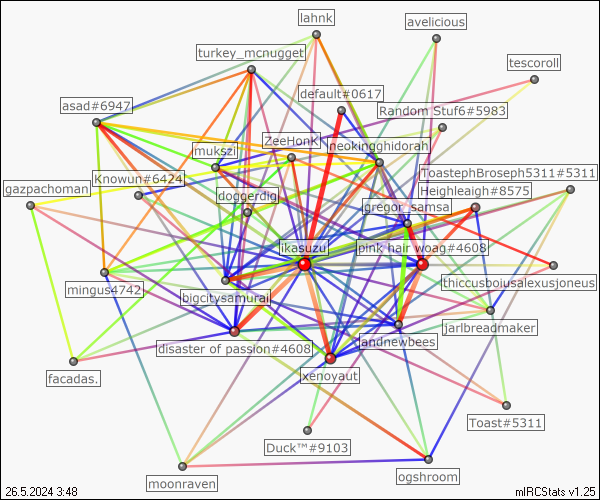 lahnk
avelicious
turkey_mcnugget
tescoroll
default#0617
asad#6947
Random Stuf6#5983
ZeeHonk
neokingghidorah
mukszi
ToastephBroseph5311#5311
Knowun#6424
Heighleaigh#8575
gazpachoman
doggerdigi
gregor_samsa
ikasuzu
pink hair woag#4608
mingus4742
bigcitysamurai
thiccusboiusalexusjoneus
jarlbreadmaker
disaster of passion#4608
andnewbees
facadas.
xenoyaut
Toast#5311
Duck™#9103
moonraven
ogshroom
26.5.2024 3:48
mIRCStats v1.25